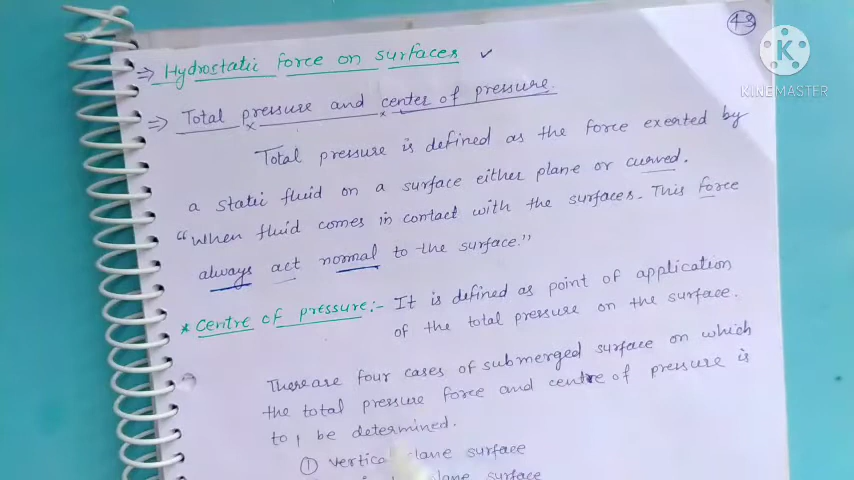 43
K
KINEMASTER
⇒ Hydrostatic force on surfaces ✓
⇒ Total pressure and center of pressure.
Total pressure is defined as the force exerted by
a static fluid on a surface either plane or curved.
"When fluid comes in contact with the surfaces. This force
always act normal to the surface."
* Centre of pressure:- It is defined as point of application
of the total pressure on the surface.
There are four cases of submerged surface on which
the total pressure force and centre of pressure is
to, be determined.
① vertical plane surface
plane surface